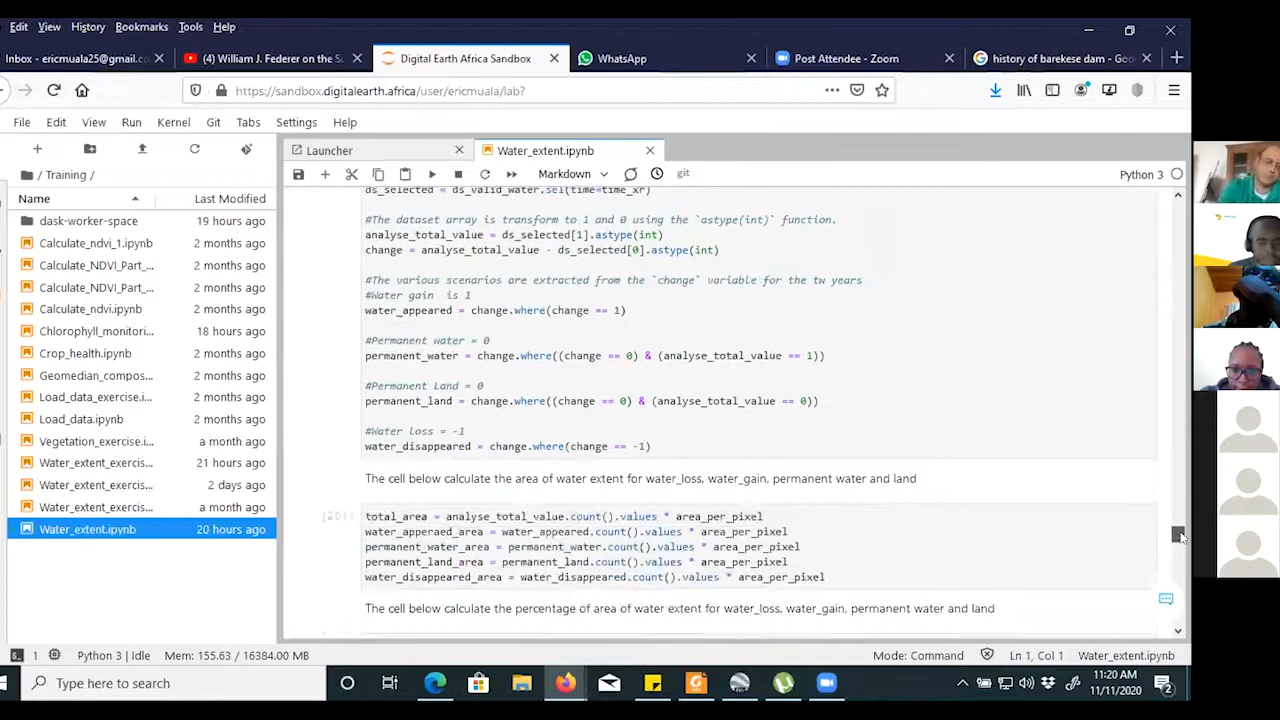 Edit View History Bookmarks Tools Help
Inbox - ericmuala25@gmail.co
(4) William J. Federer on the Su
Digital Earth Africa Sandbox
WhatsApp
Post Attendee - Zoom
history of barekese dam - Goo
https://sandbox.digitalearth.africa/user/ericmuala/lab?
File Edit View Run Kernel Git Tabs Settings Help
Launcher
Water_extent.ipynb
/ Training /
Markdown
git
Python 3
Name Last Modified
dask-worker-space 19 hours ago
Calculate_ndvi_1.ipynb 2 months ago
Calculate_NDVI_Part_... 2 months ago
Calculate_NDVI_Part_... 2 months ago
Calculate_ndvi.ipynb 2 months ago
Chlorophyll_monitori... 18 hours ago
Crop_health.ipynb 2 months ago
Geomedian_compos... 2 months ago
Load_data_exercise.i... 2 months ago
Load_data.ipynb 2 months ago
Vegetation_exercise.i... a month ago
Water_extent_exercis... 21 hours ago
Water_extent_exercis... 2 days ago
Water_extent_exercis... a month ago
Water_extent.ipynb 20 hours ago
ds_selected = ds_valid_water.sel(time=time_xr)
#The dataset array is transform to 1 and 0 using the `astype(int)` function.
analyse_total_value = ds_selected[1].astype(int)
change = analyse_total_value - ds_selected[0].astype(int)
#The various scenarios are extracted from the `change` variable for the tw years
#Water gain is 1
water_appeared = change.where(change == 1)
#Permanent water = 0
permanent_water = change.where((change == 0) & (analyse_total_value == 1))
#Permanent Land = 0
permanent_land = change.where((change == 0) & (analyse_total_value == 0))
#Water loss = -1
water_disappeared = change.where(change == -1)
The cell below calculate the area of water extent for water_loss, water_gain, permanent water and land
[20]:
total_area = analyse_total_value.count().values * area_per_pixel
water_apperaed_area = water_appeared.count().values * area_per_pixel
permanent_water_area = permanent_water.count().values * area_per_pixel
permanent_land_area = permanent_land.count().values * area_per_pixel
water_disappeared_area = water_disappeared.count().values * area_per_pixel
The cell below calculate the percentage of area of water extent for water_loss, water_gain, permanent water and land
1 Python 3 | Idle Mem: 155.63 / 16384.00 MB Mode: Command Ln 1, Col 1 Water_extent.ipynb
Type here to search
11:20 AM
11/11/2020
2